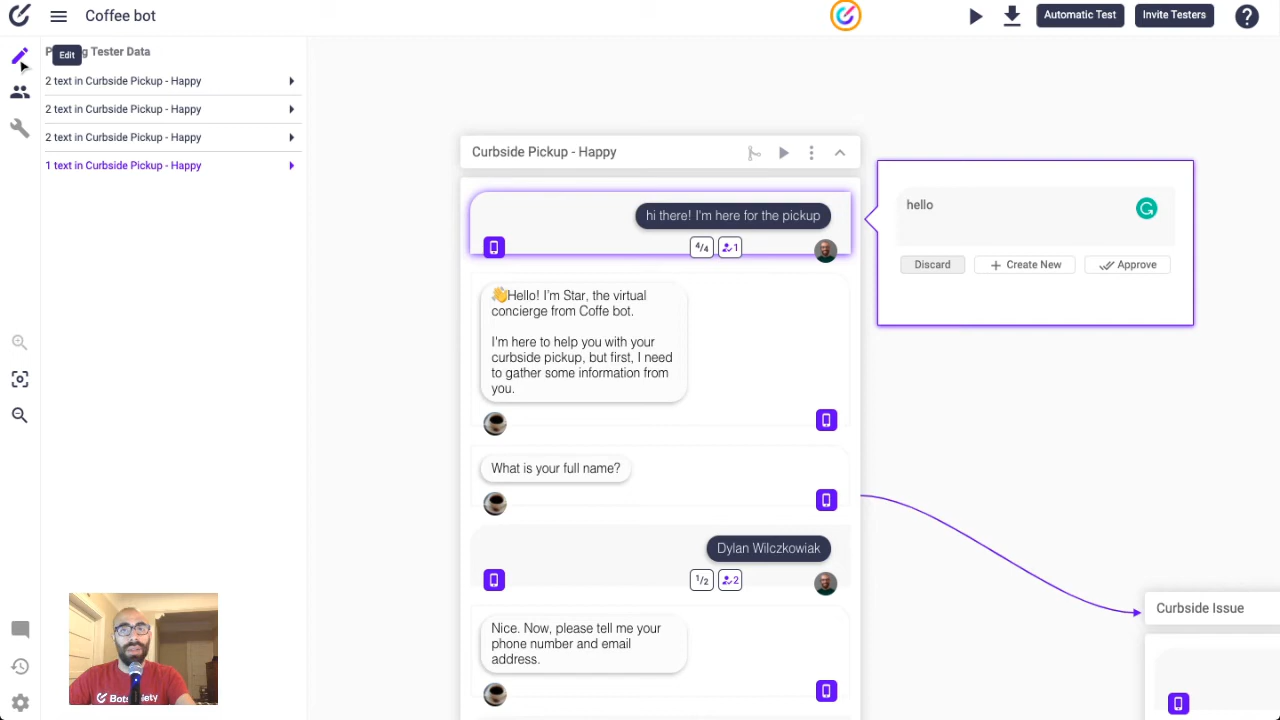 Coffee bot
Automatic Test
Invite Testers
?
Edit
Tester Data
2 text in Curbside Pickup - Happy
2 text in Curbside Pickup - Happy
2 text in Curbside Pickup - Happy
1 text in Curbside Pickup - Happy
Curbside Pickup - Happy
hi there! I'm here for the pickup
4/4
1
hello
Discard
+ Create New
Approve
👋Hello! I'm Star, the virtual
concierge from Coffe bot.
I'm here to help you with your
curbside pickup, but first, I need
to gather some information from
you.
What is your full name?
Dylan Wilczkowiak
1/2
2
Nice. Now, please tell me your
phone number and email
address.
Curbside Issue